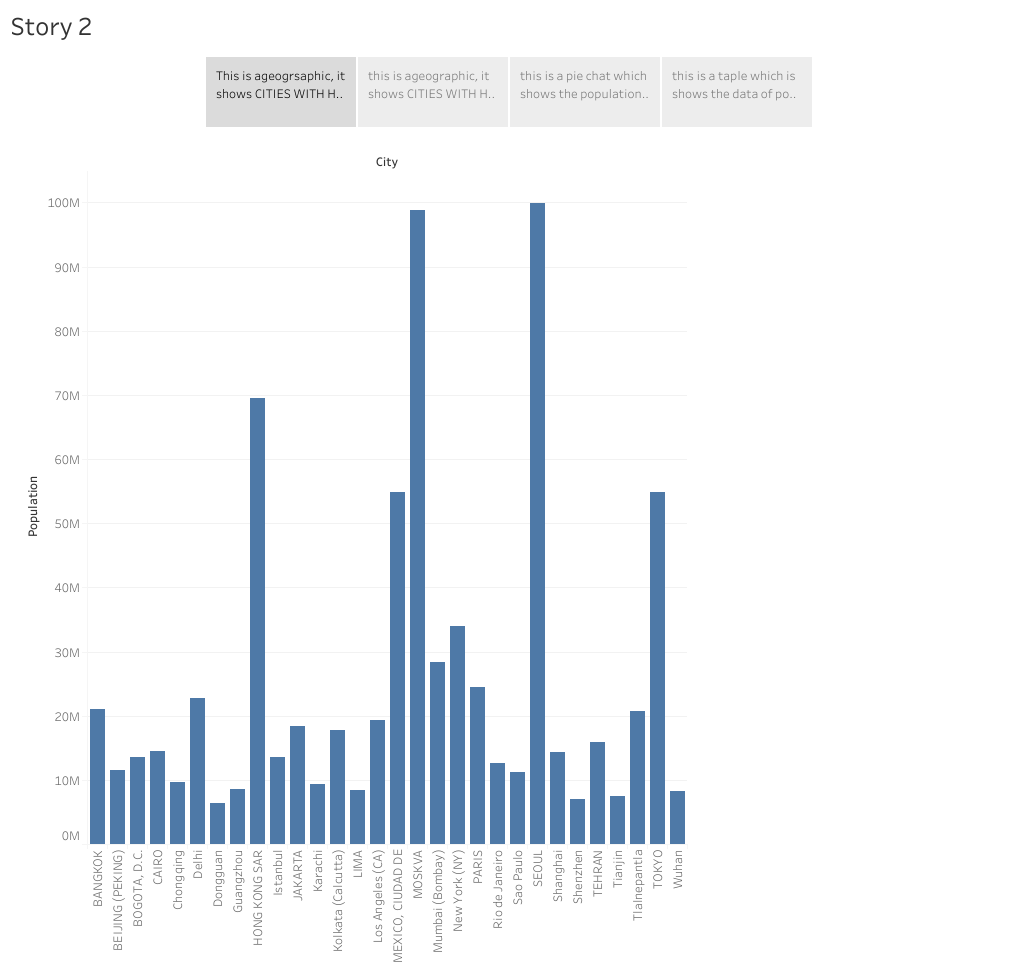 Story 2
This is ageogrsaphic, it
shows CITIES WITH H..
this is ageographic, it
shows CITIES WITH H..
this is a pie chat which
shows the population..
this is a taple which is
shows the data of po..
City
Population
100M
90M
80M
70M
60M
50M
40M
30M
20M
10M
0M
BANGKOK
BEIJING (PEKING)
BOGOTA, D.C.
CAIRO
Chongqing
Delhi
Dongguan
Guangzhou
HONG KONG SAR
Istanbul
JAKARTA
Karachi
Kolkata (Calcutta)
LIMA
Los Angeles (CA)
MEXICO, CIUDAD DE
MOSKVA
Mumbai (Bombay)
New York (NY)
PARIS
Rio de Janeiro
Sao Paulo
SEOUL
Shanghai
Shenzhen
TEHRAN
Tianjin
Tlalnepantla
TOKYO
Wuhan